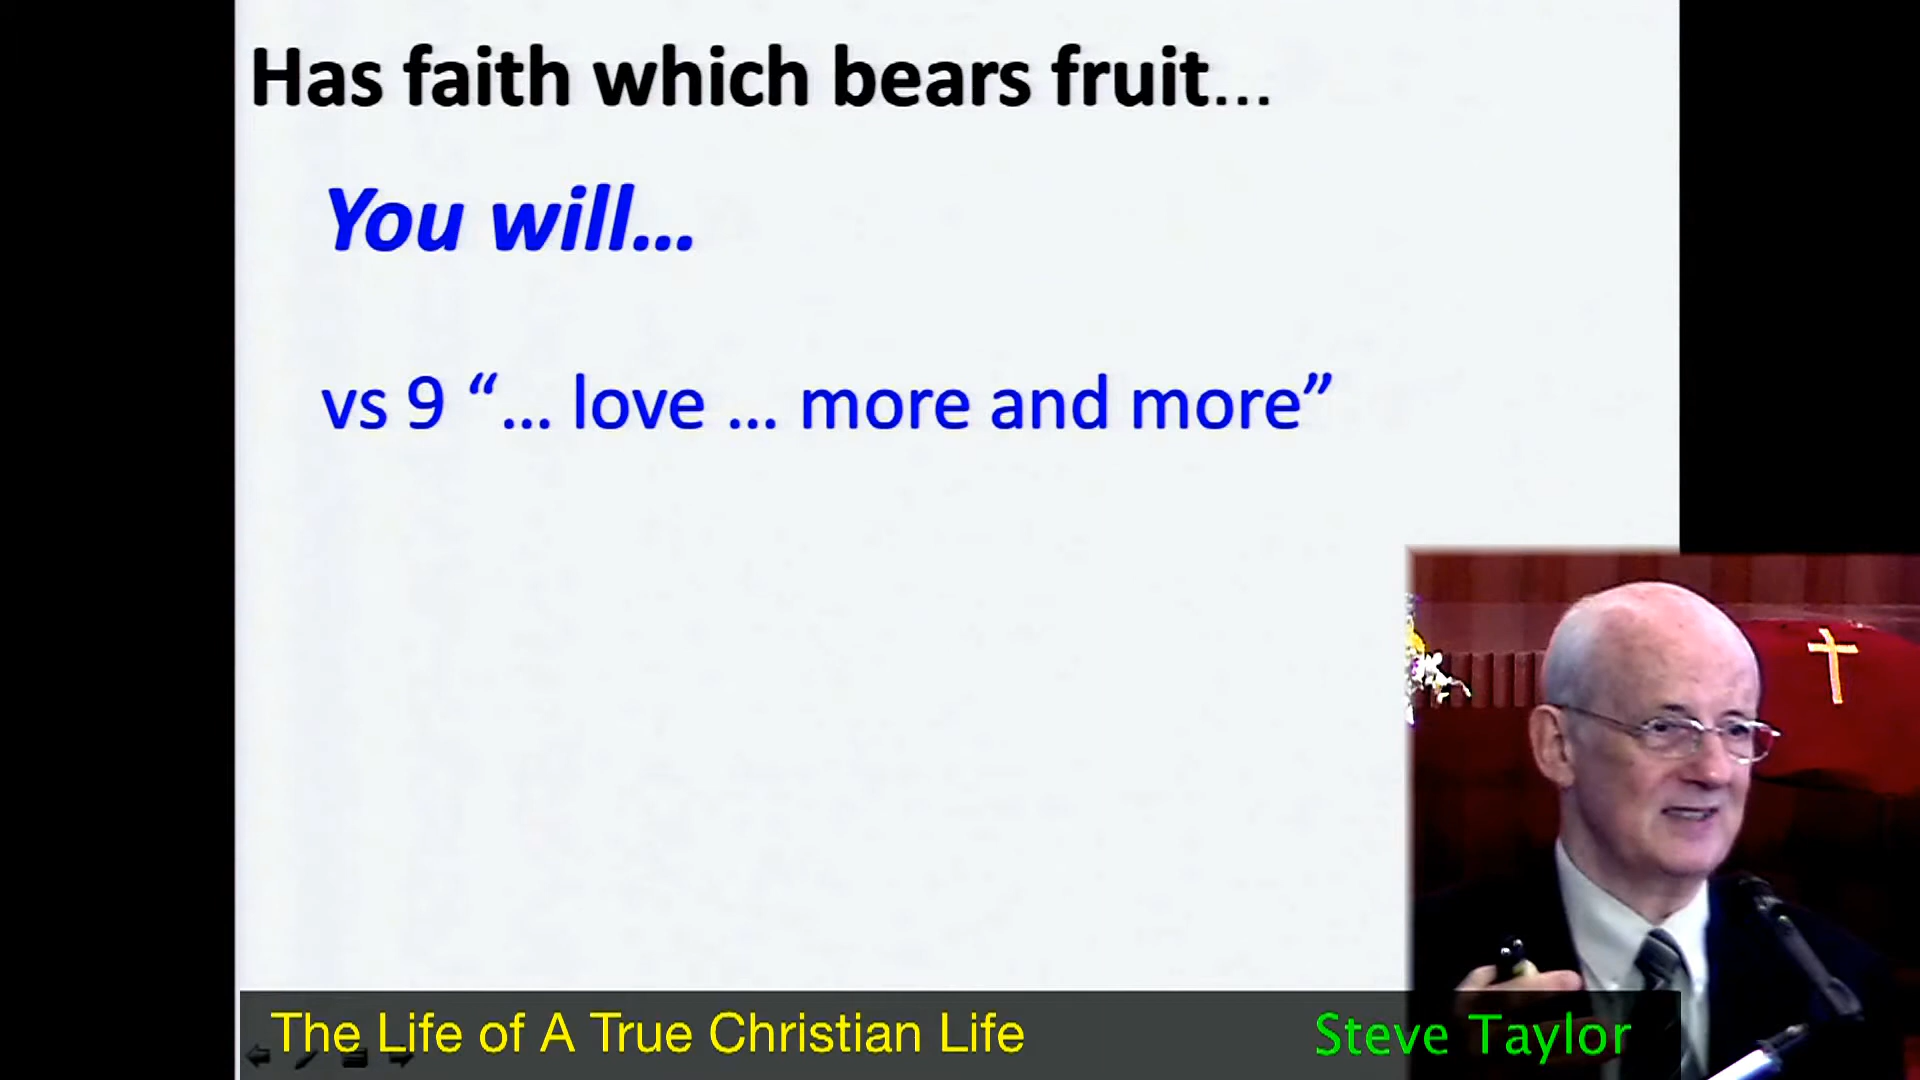 Has faith which bears fruit...
You will...
vs 9 “... love ... more and more”
The Life of A True Christian Life
Steve Taylor